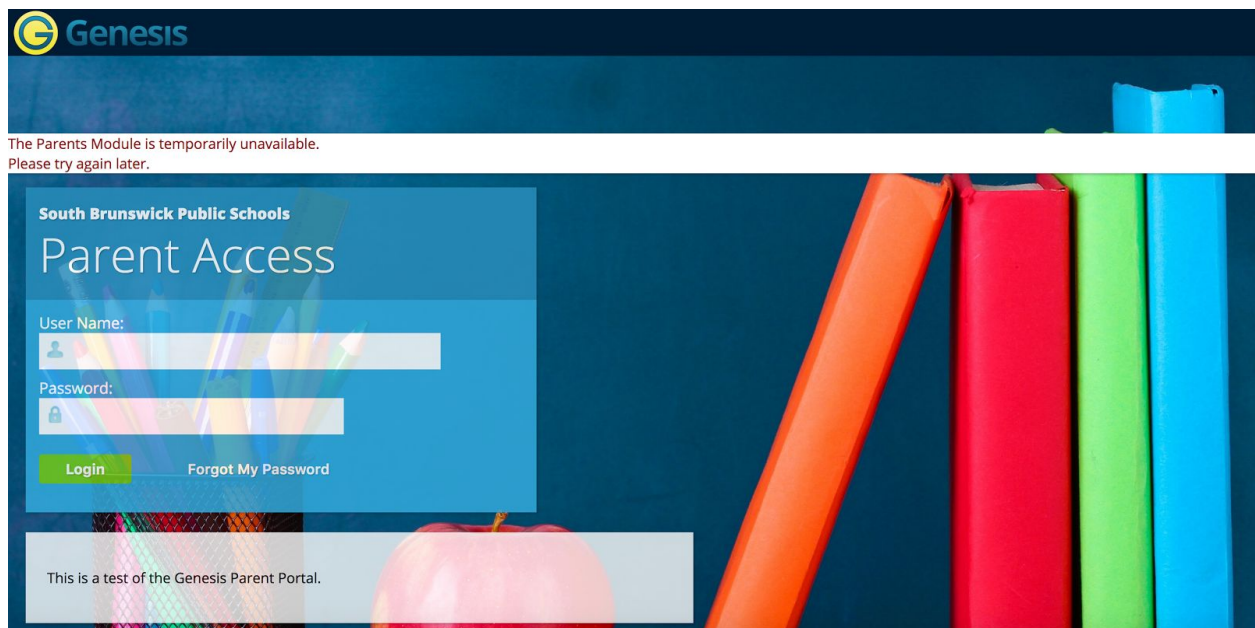 Genesis
The Parents Module is temporarily unavailable.
Please try again later.
South Brunswick Public Schools
Parent Access
User Name:
Password:
Login Forgot My Password
This is a test of the Genesis Parent Portal.